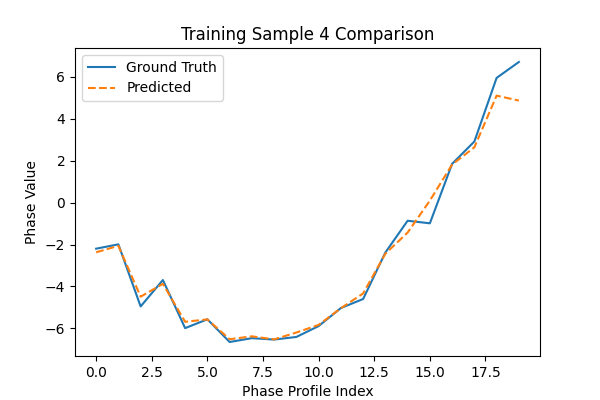 Training Sample 4 Comparison
Ground Truth
Predicted
6
4
2
0
−2
−4
−6
Phase Value
0.0 2.5 5.0 7.5 10.0 12.5 15.0 17.5
Phase Profile Index